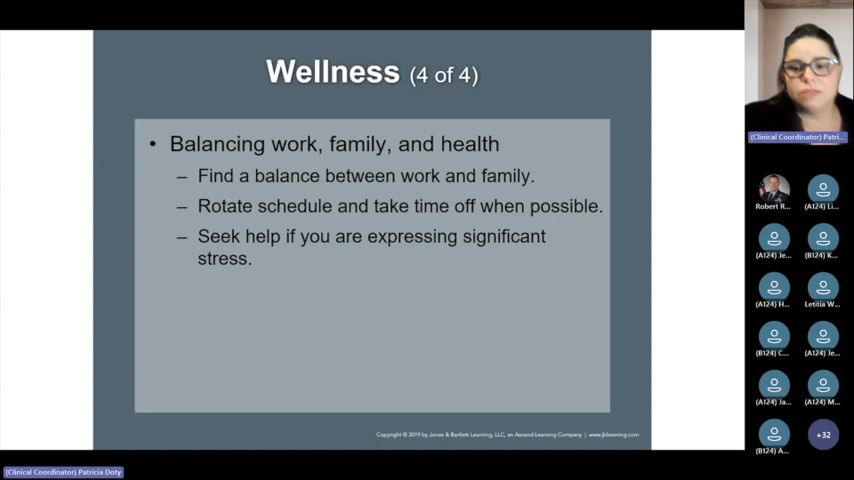 Wellness (4 of 4)
• Balancing work, family, and health
– Find a balance between work and family.
– Rotate schedule and take time off when possible.
– Seek help if you are expressing significant
stress.
Copyright © 2019 by Jones & Bartlett Learning, LLC, an Ascend Learning Company | www.jblearning.com
(Clinical Coordinator) Patri...
Robert R...
(A124) Li...
(A124) Je...
(B124) K...
(A124) H...
Letitia W...
(B124) C...
(A124) Je...
(A124) Ja...
(A124) M...
(B124) A...
+32
(Clinical Coordinator) Patricia Doty